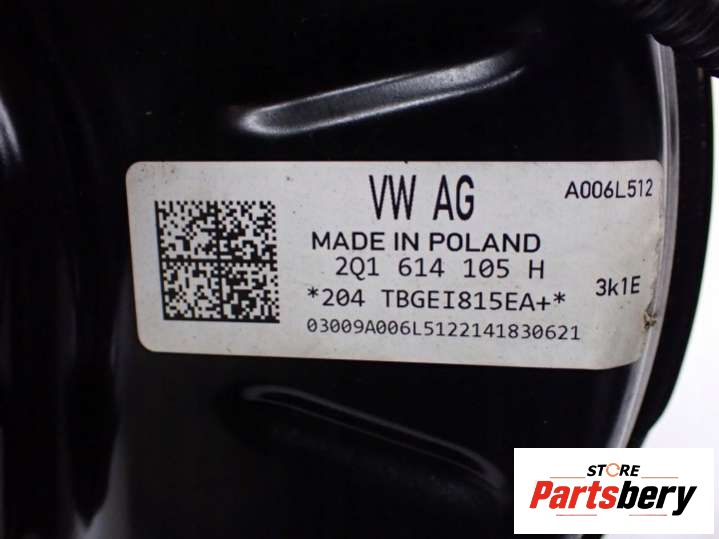 VW AG
A006L512
MADE IN POLAND
2Q1 614 105 H
3k1E
*204 TBGEI815EA+*
03009A006L5122141830621
STORE
Partsbery